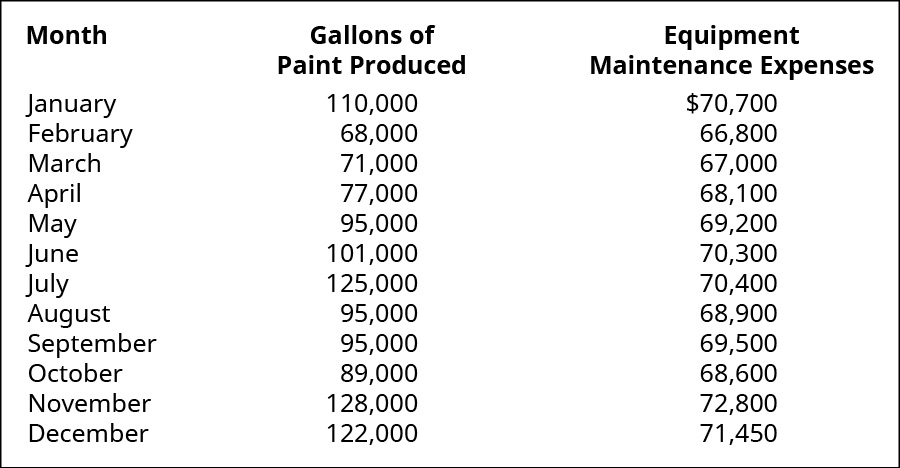 Month Gallons of Equipment
Paint Produced Maintenance Expenses
January 110,000 $70,700
February 68,000 66,800
March 71,000 67,000
April 77,000 68,100
May 95,000 69,200
June 101,000 70,300
July 125,000 70,400
August 95,000 68,900
September 95,000 69,500
October 89,000 68,600
November 128,000 72,800
December 122,000 71,450